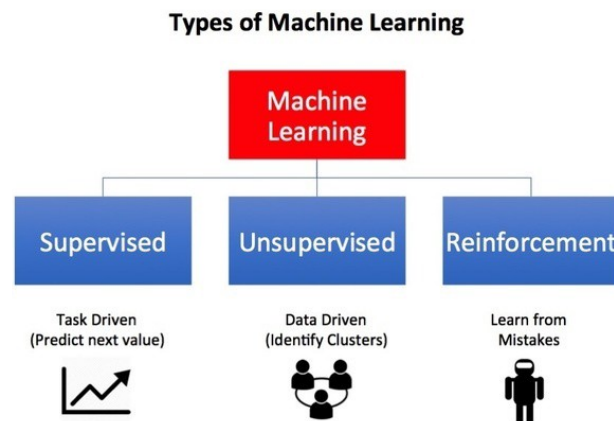 Types of Machine Learning
Machine
Learning
Supervised
Unsupervised
Reinforcement
Task Driven
(Predict next value)
Data Driven
(Identify Clusters)
Learn from
Mistakes